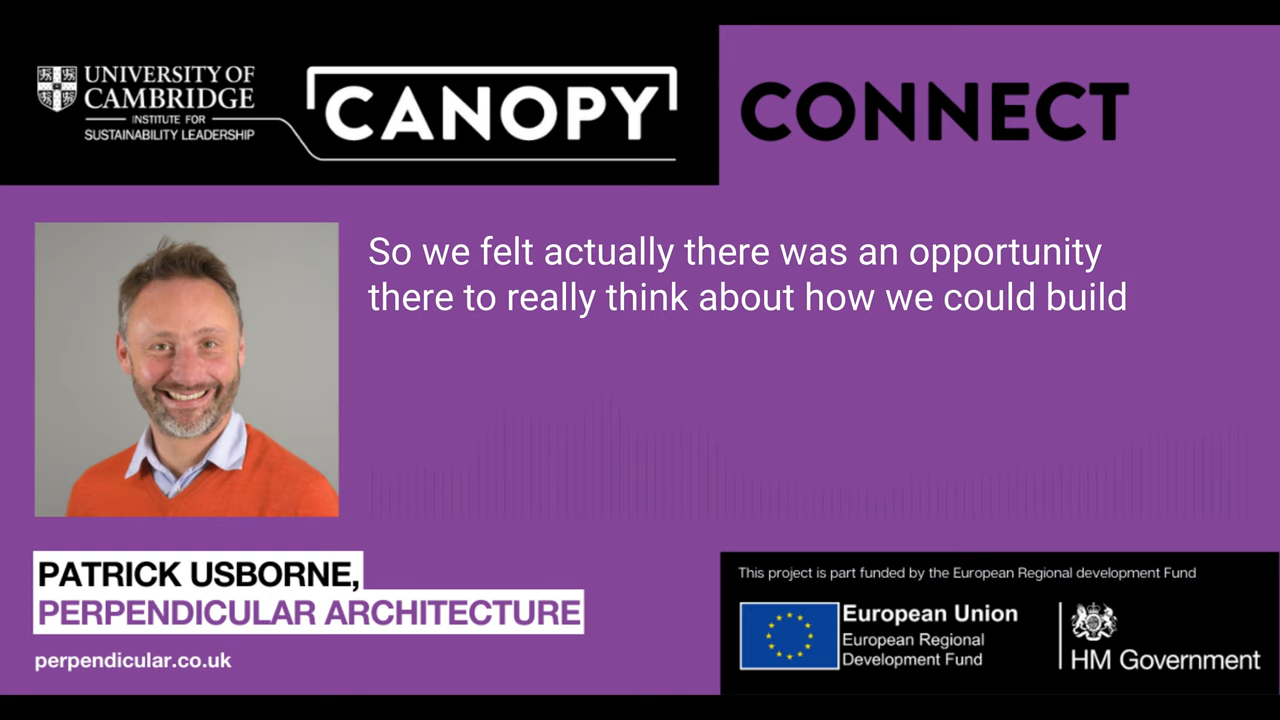 UNIVERSITY OF
CAMBRIDGE
INSTITUTE FOR
SUSTAINABILITY LEADERSHIP
CANOPY
CONNECT
So we felt actually there was an opportunity
there to really think about how we could build
PATRICK USBORNE,
PERPENDICULAR ARCHITECTURE
perpendicular.co.uk
This project is part funded by the European Regional development Fund
European Union
European Regional
Development Fund
HM Government